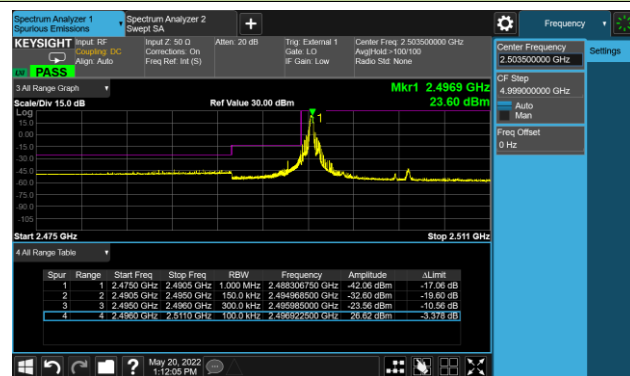 Spectrum Analyzer 1
Spurious Emissions
Spectrum Analyzer 2
Swept SA
Frequency
KEYSIGHT
Input: RF
Coupling: DC
Align: Auto
Input Z: 50 Ω
Corrections: On
Freq Ref: Int (S)
Atten: 20 dB
Trig: External 1
Gate: LO
IF Gain: Low
Center Freq: 2.503500000 GHz
Avg|Hold:>100/100
Radio Std: None
PASS
Center Frequency
2.503500000 GHz
Settings
CF Step
4.999000000 GHz
Auto
Man
Freq Offset
0 Hz
3 All Range Graph
Mkr1 2.4969 GHz
Scale/Div 15.0 dB
Ref Value 30.00 dBm
23.60 dBm
Log
15.0
0.00
-15.0
-30.0
-45.0
-60.0
-75.0
-90.0
-105
1
Start 2.475 GHz
Stop 2.511 GHz
4 All Range Table
Spur Range Start Freq Stop Freq RBW Frequency Amplitude ΔLimit
1 1 2.4750 GHz 2.4905 GHz 1.000 MHz 2.488306750 GHz -42.06 dBm -17.06 dB
2 2 2.4905 GHz 2.4950 GHz 150.0 kHz 2.494968500 GHz -32.60 dBm -19.60 dB
3 3 2.4950 GHz 2.4960 GHz 300.0 kHz 2.495985000 GHz -23.56 dBm -10.56 dB
4 4 2.4960 GHz 2.5110 GHz 100.0 kHz 2.496922500 GHz 26.62 dBm -3.378 dB
May 20, 2022
1:12:05 PM